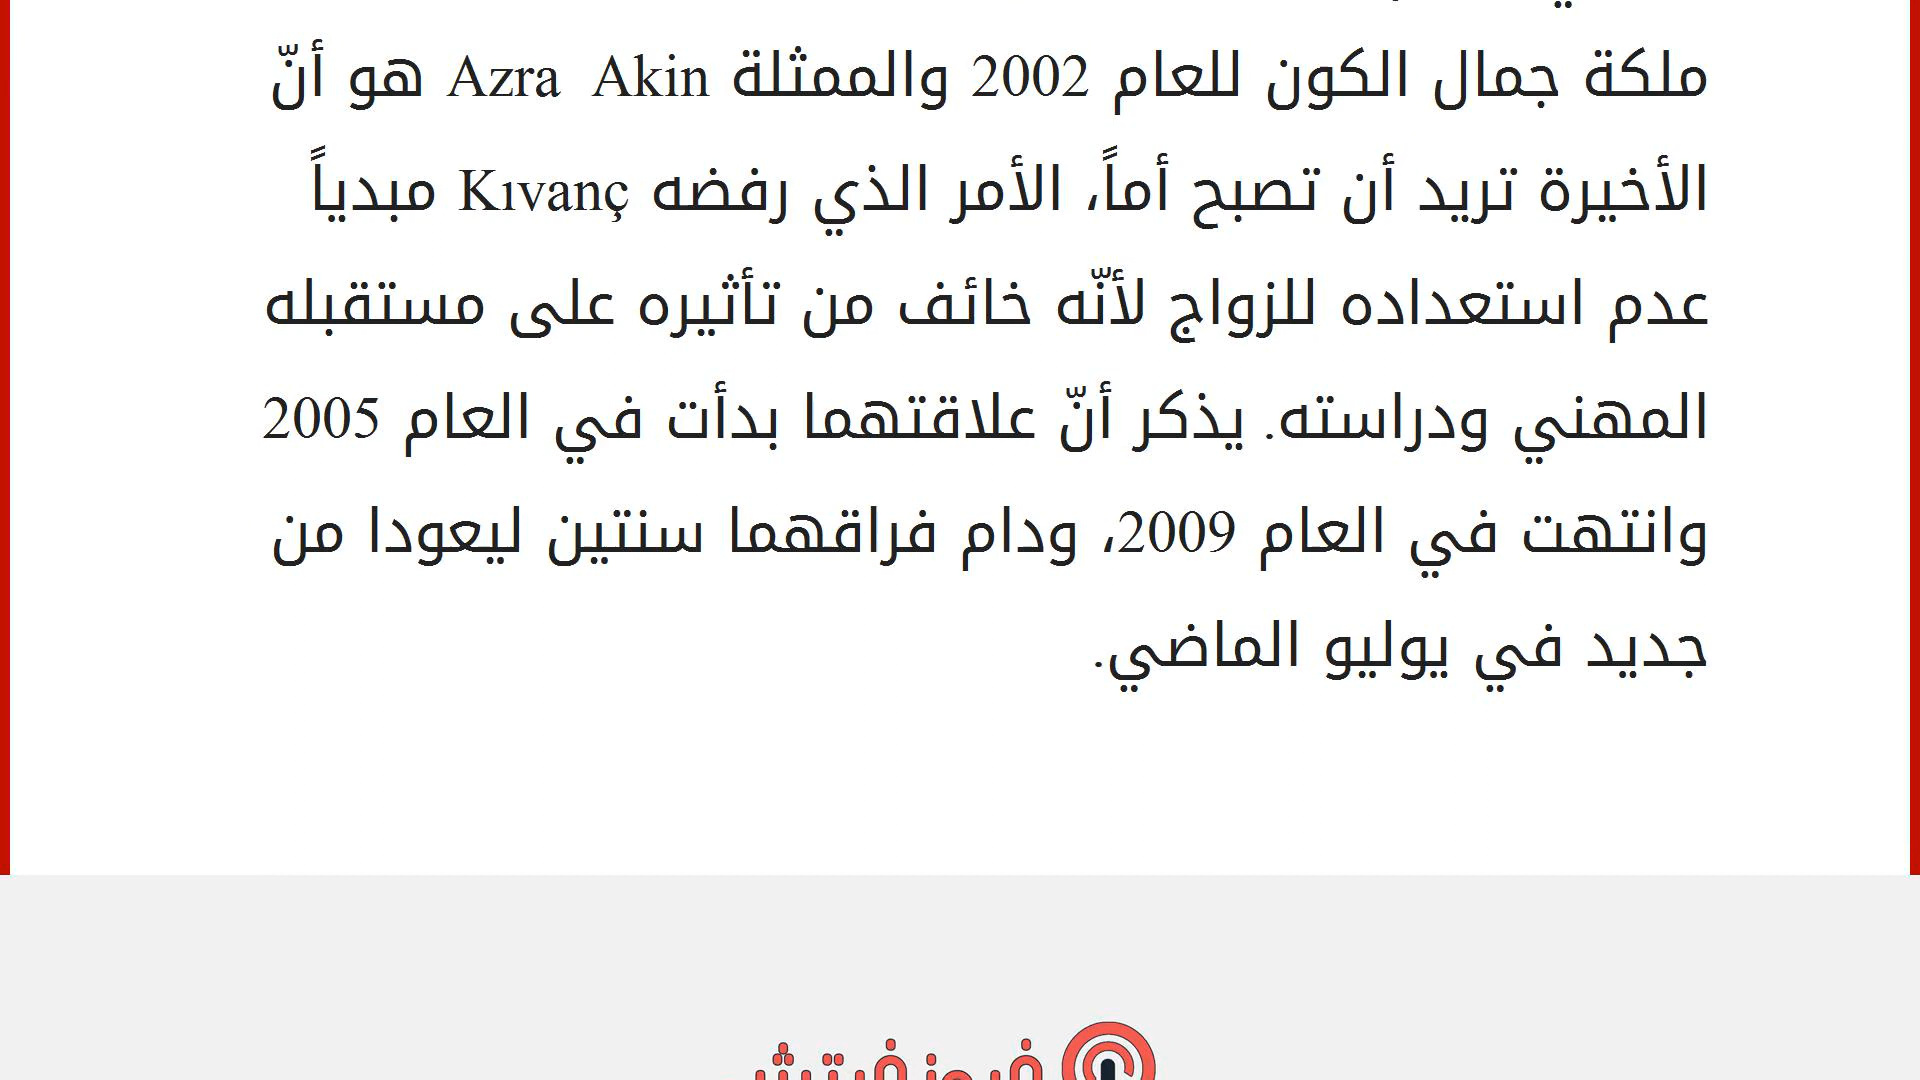 ملكة جمال الكون للعام 2002 والممثلة Azra Akin هو أنّ
الأخيرة تريد أن تصبح أماً، الأمر الذي رفضه Kıvanç مبدياً
عدم استعداده للزواج لأنّه خائف من تأثيره على مستقبله
المهني ودراسته. يذكر أنّ علاقتهما بدأت في العام 2005
وانتهت في العام 2009، ودام فراقهما سنتين ليعودا من
جديد في يوليو الماضي.